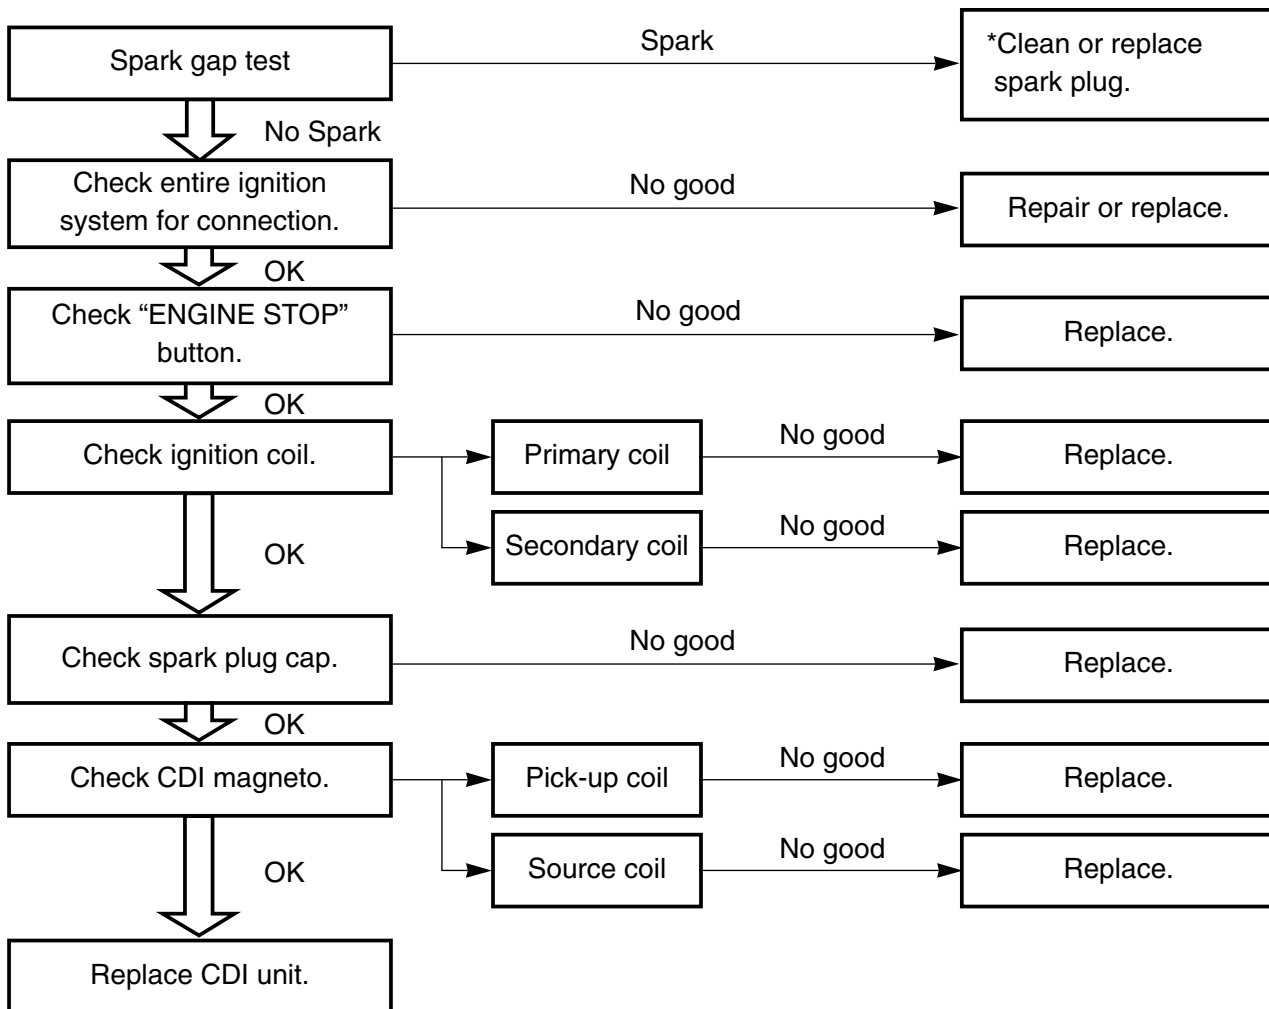 Spark gap test
Spark
*Clean or replace
spark plug.
No Spark
Check entire ignition
system for connection.
No good
Repair or replace.
OK
Check “ENGINE STOP”
button.
No good
Replace.
OK
Check ignition coil.
Primary coil
No good
Replace.
Secondary coil
No good
Replace.
OK
Check spark plug cap.
No good
Replace.
OK
Check CDI magneto.
Pick-up coil
No good
Replace.
Source coil
No good
Replace.
OK
Replace CDI unit.